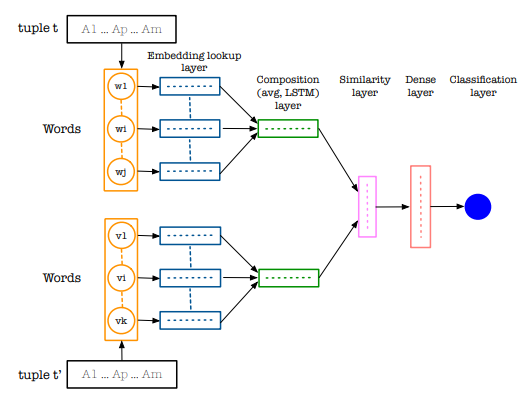 tuple t
A1 ... Ap ... Am
Embedding lookup
layer
Composition
(avg, LSTM)
layer
Similarity
layer
Dense
layer
Classification
layer
Words
w1
wi
wj
Words
v1
vi
vk
tuple t'
A1 ... Ap ... Am